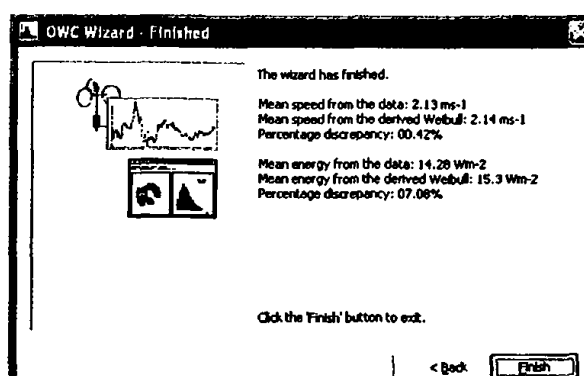 OWC Wizard - Finished
The wizard has finished.
Mean speed from the data: 2.13 ms-1
Mean speed from the derived Weibull: 2.14 ms-1
Percentage discrepancy: 00.42%
Mean energy from the data: 14.28 Wm-2
Mean energy from the derived Weibull: 15.3 Wm-2
Percentage discrepancy: 07.08%
Click the 'Finish' button to exit.
< Back
Finish